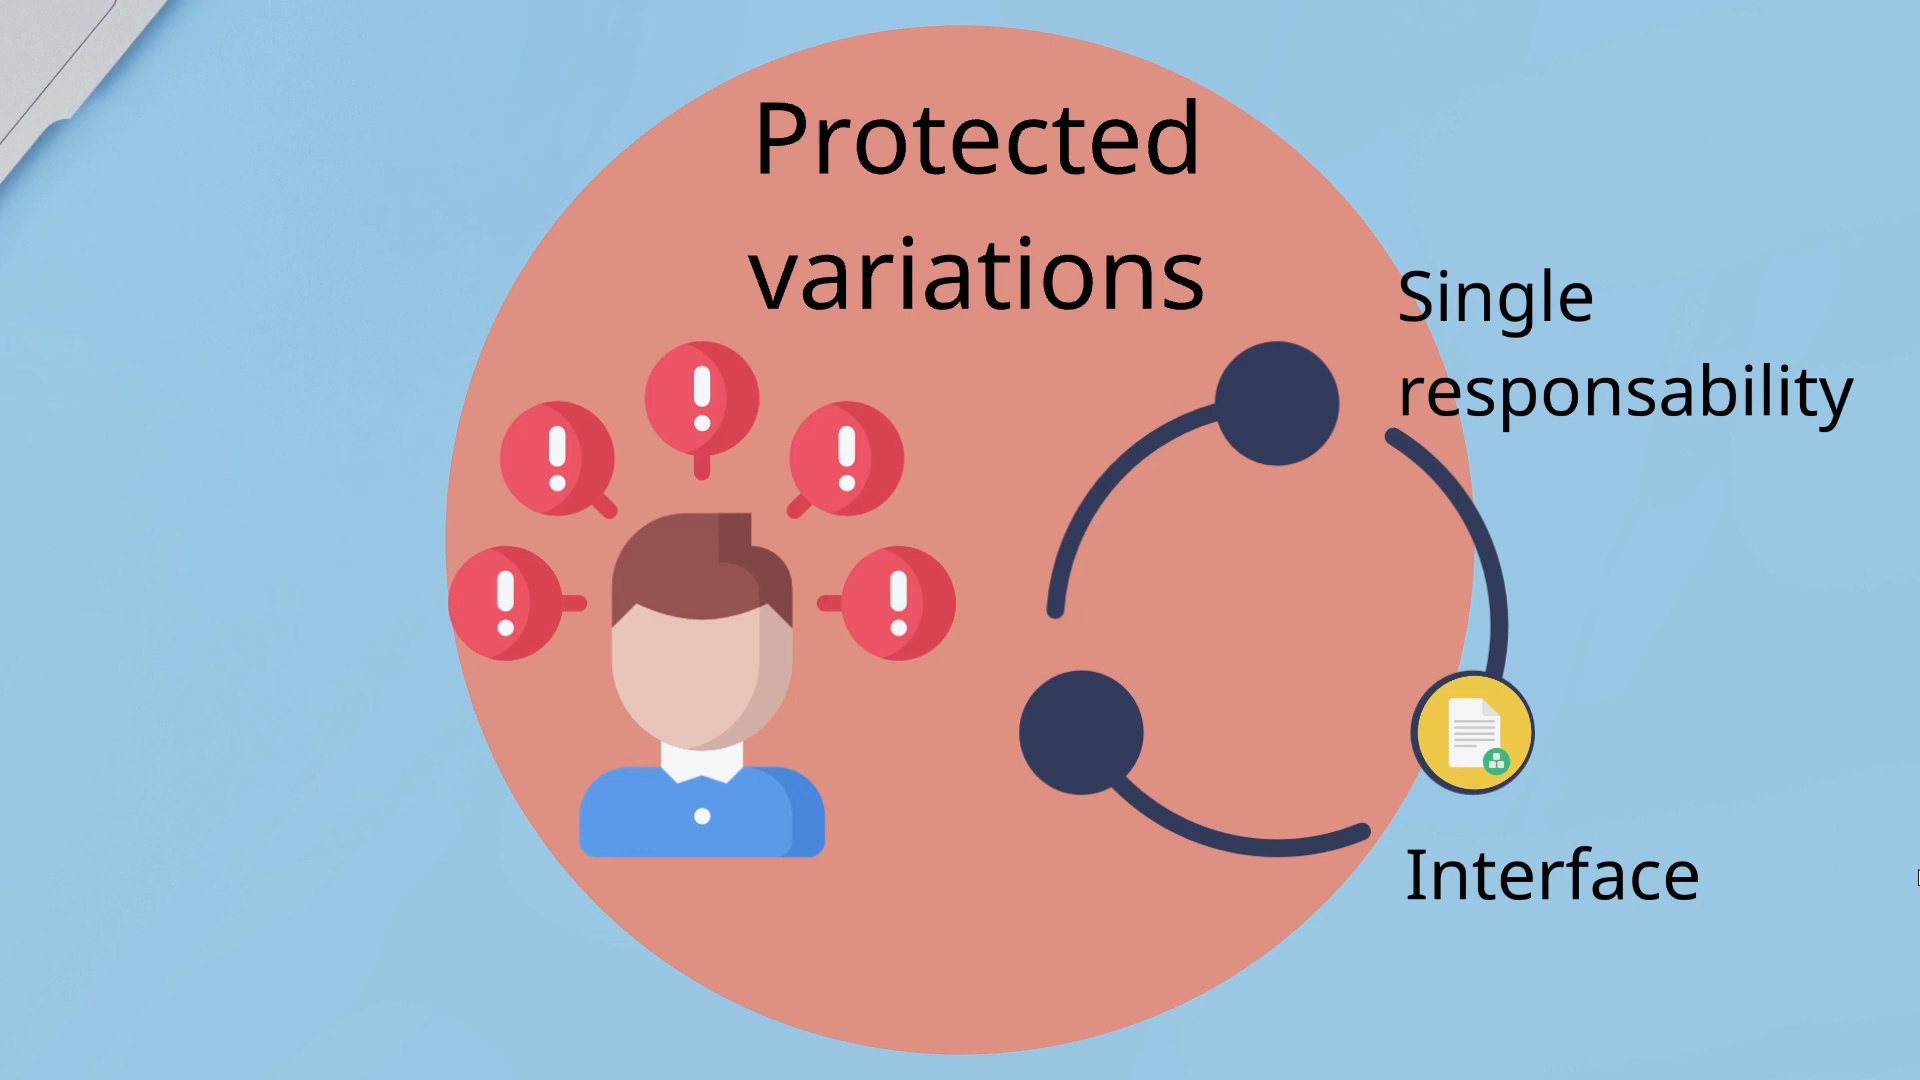 Protected
variations
Single
responsability
Interface